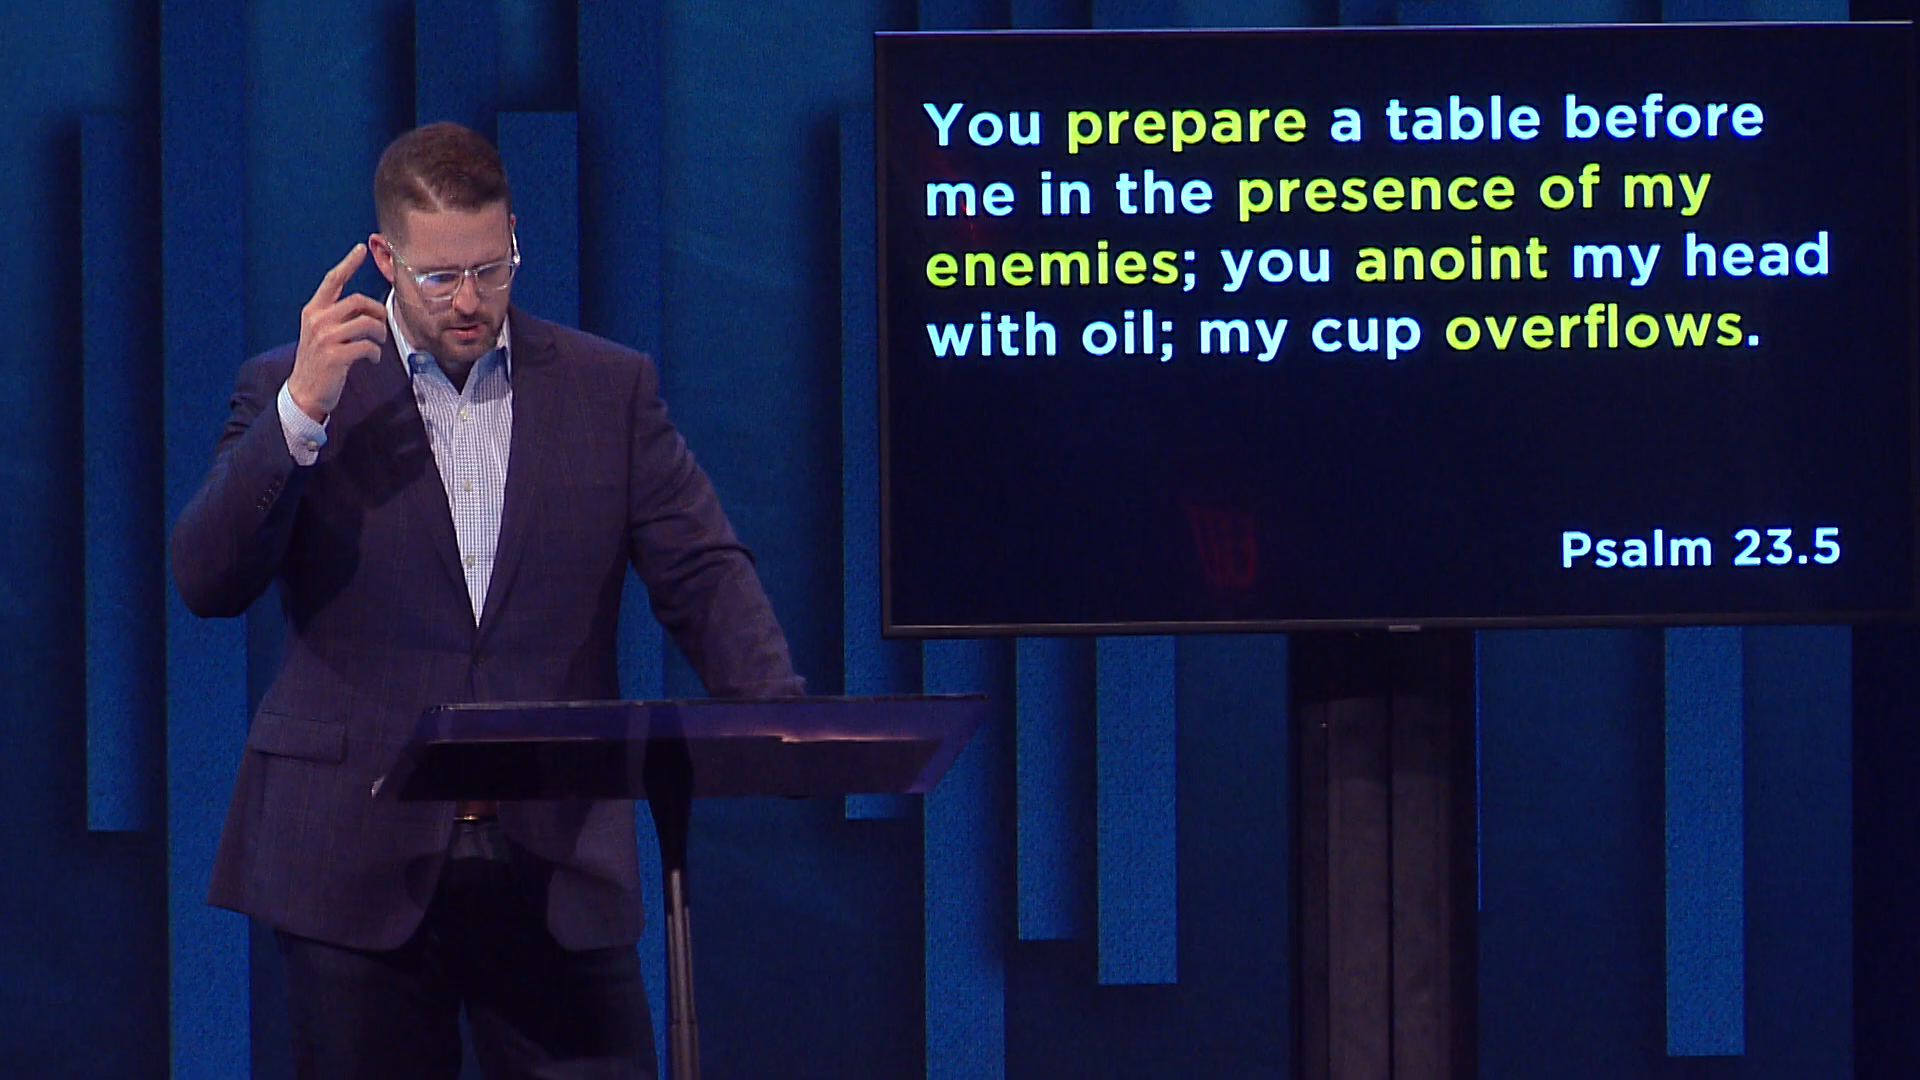 You prepare a table before
me in the presence of my
enemies; you anoint my head
with oil; my cup overflows.
Psalm 23.5